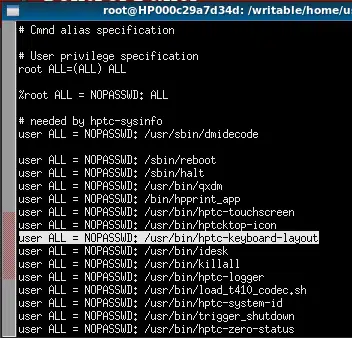 root@HP000c29a7d34d: /writable/home/us
# Cmnd alias specification
# User privilege specification
root ALL=(ALL) ALL
%root ALL = NOPASSWD: ALL
# needed by hptc-sysinfo
user ALL = NOPASSWD: /usr/sbin/dmidecode
user ALL = NOPASSWD: /sbin/reboot
user ALL = NOPASSWD: /sbin/halt
user ALL = NOPASSWD: /usr/bin/qxdm
user ALL = NOPASSWD: /bin/hpprint_app
user ALL = NOPASSWD: /usr/bin/hptc-touchscreen
user ALL = NOPASSWD: /usr/bin/hptcktop-icon
user ALL = NOPASSWD: /usr/bin/hptc-keyboard-layout
user ALL = NOPASSWD: /usr/bin/idesk
user ALL = NOPASSWD: /usr/bin/killall
user ALL = NOPASSWD: /usr/bin/hptc-logger
user ALL = NOPASSWD: /usr/bin/load_t410_codec.sh
user ALL = NOPASSWD: /usr/bin/hptc-system-id
user ALL = NOPASSWD: /usr/bin/trigger_shutdown
user ALL = NOPASSWD: /usr/bin/hptc-zero-status